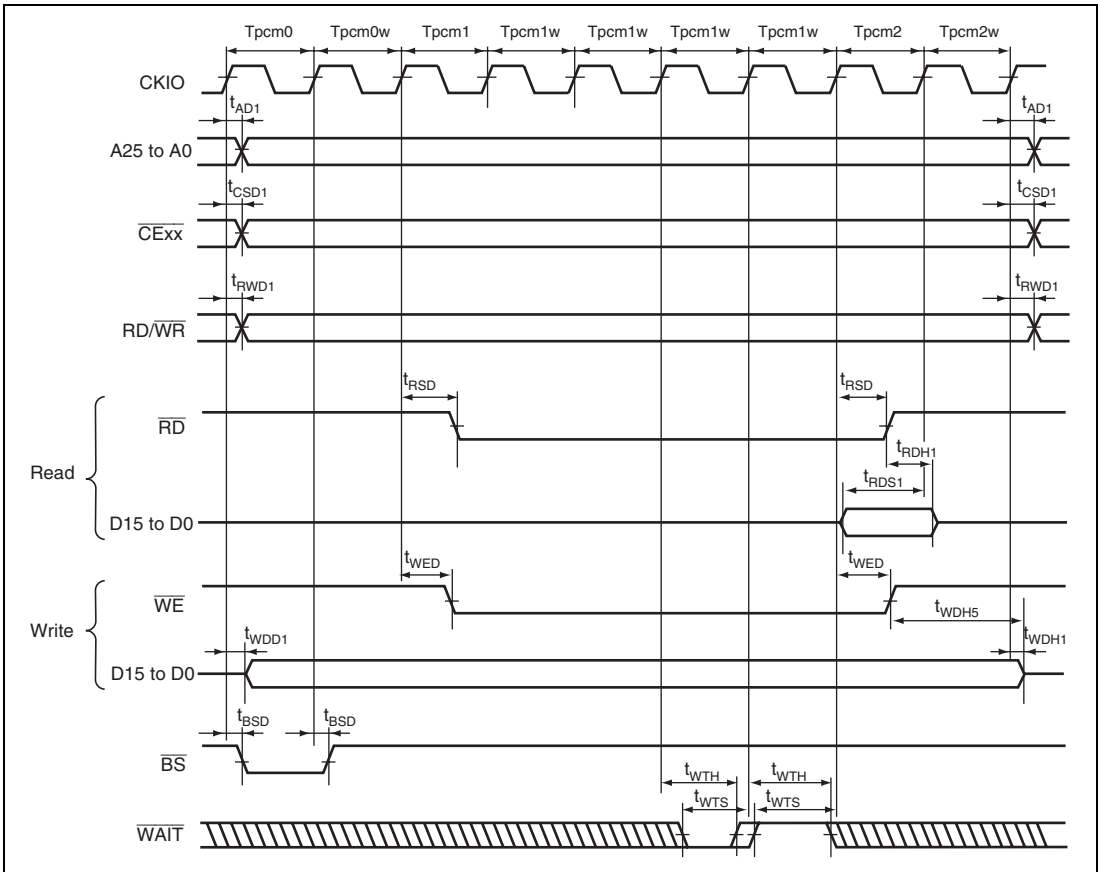 Tpcm0 Tpcm0w Tpcm1 Tpcm1w Tpcm1w Tpcm1w Tpcm1w Tpcm2 Tpcm2w
CKIO
tAD1 tAD1
A25 to A0
tCSD1 tCSD1
CExx
tRWD1 tRWD1
RD/WR
tRSD tRSD
RD
tRDH1
Read
tRDS1
D15 to D0
tWED tWED
WE
tWDH5
Write
tWDD1 tWDH1
D15 to D0
tBSD tBSD
BS
tWTH tWTH
tWTS tWTS
WAIT